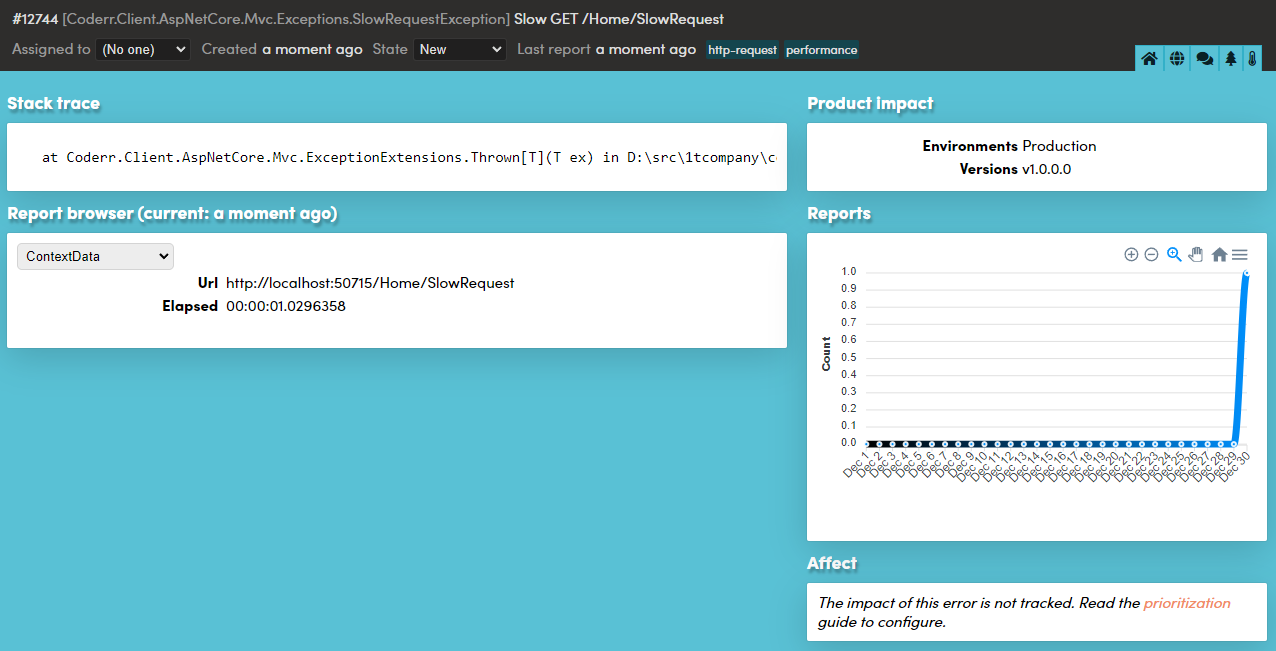 #12744 [Coderr.Client.AspNetCore.Mvc.Exceptions.SlowRequestException] Slow GET /Home/SlowRequest
Assigned to (No one) Created a moment ago State New Last report a moment ago http-request performance
Stack trace
at Coderr.Client.AspNetCore.Mvc.ExceptionExtensions.Thrown[T](T ex) in D:\src\1tcompany\c
Report browser (current: a moment ago)
ContextData
Url http://localhost:50715/Home/SlowRequest
Elapsed 00:00:01.0296358
Product impact
Environments Production
Versions v1.0.0.0
Reports
Count
1.0
0.9
0.8
0.7
0.6
0.5
0.4
0.3
0.2
0.1
0.0
Dec 1 Dec 2 Dec 3 Dec 4 Dec 5 Dec 6 Dec 7 Dec 8 Dec 9 Dec 10 Dec 11 Dec 12 Dec 13 Dec 14 Dec 15 Dec 16 Dec 17 Dec 18 Dec 19 Dec 20 Dec 21 Dec 22 Dec 23 Dec 24 Dec 25 Dec 26 Dec 27 Dec 28 Dec 29 Dec 30
Affect
The impact of this error is not tracked. Read the prioritization
guide to configure.